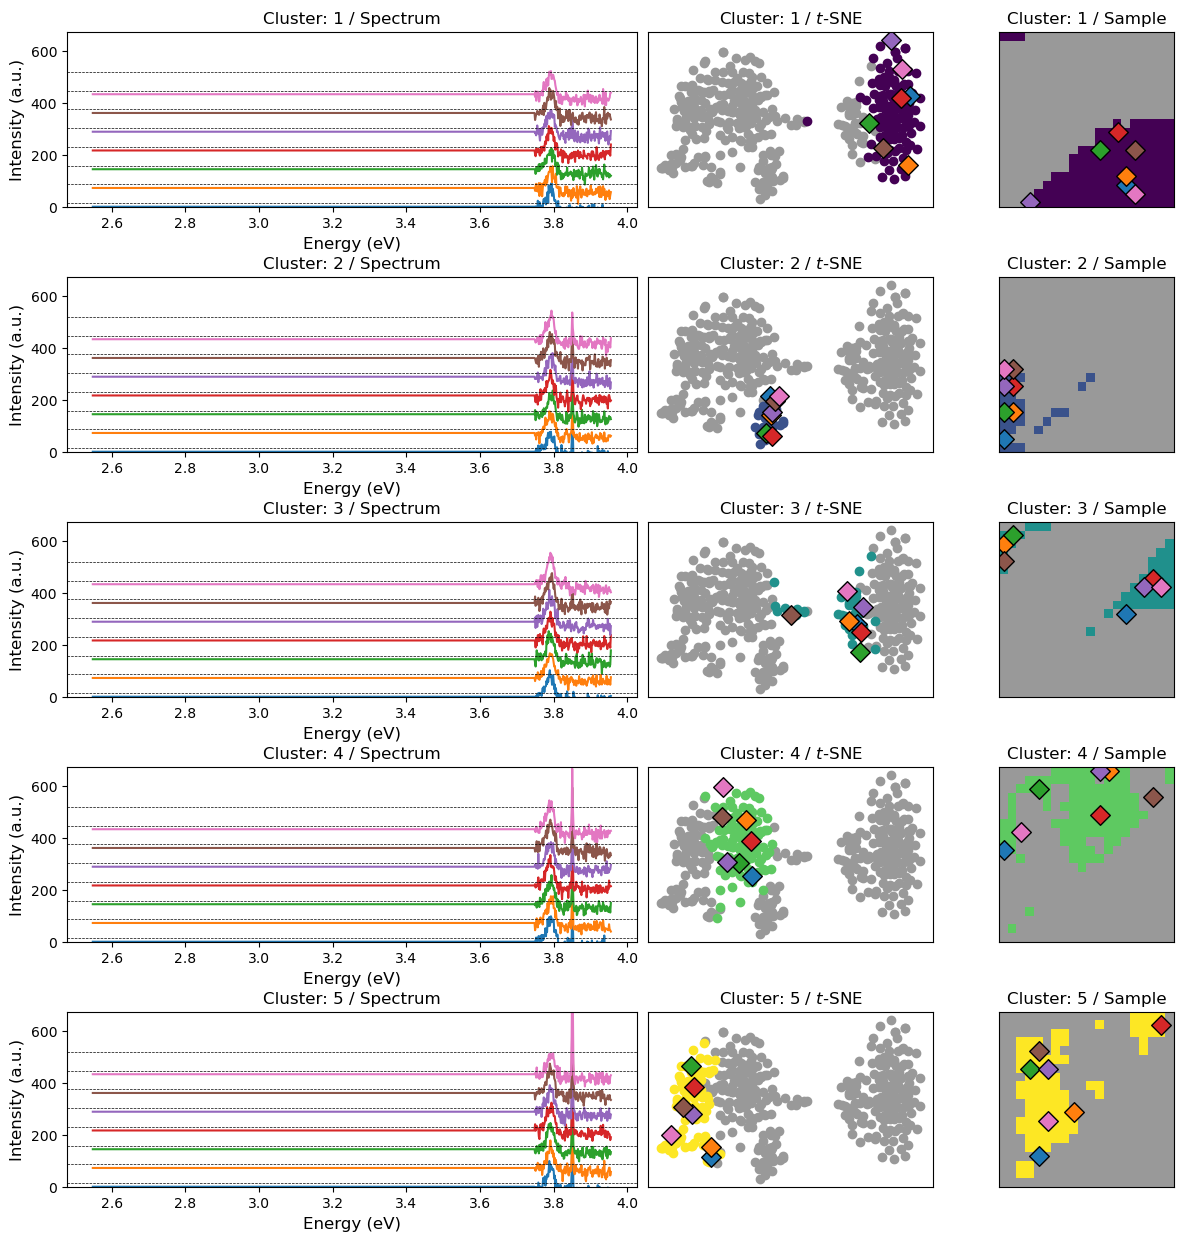 Cluster: 1 / Spectrum
Cluster: 1 / t-SNE
Cluster: 1 / Sample
Intensity (a.u.)
600
400
200
0
2.6 2.8 3.0 3.2 3.4 3.6 3.8 4.0
Energy (eV)
Cluster: 2 / Spectrum
Cluster: 2 / t-SNE
Cluster: 2 / Sample
Intensity (a.u.)
600
400
200
0
2.6 2.8 3.0 3.2 3.4 3.6 3.8 4.0
Energy (eV)
Cluster: 3 / Spectrum
Cluster: 3 / t-SNE
Cluster: 3 / Sample
Intensity (a.u.)
600
400
200
0
2.6 2.8 3.0 3.2 3.4 3.6 3.8 4.0
Energy (eV)
Cluster: 4 / Spectrum
Cluster: 4 / t-SNE
Cluster: 4 / Sample
Intensity (a.u.)
600
400
200
0
2.6 2.8 3.0 3.2 3.4 3.6 3.8 4.0
Energy (eV)
Cluster: 5 / Spectrum
Cluster: 5 / t-SNE
Cluster: 5 / Sample
Intensity (a.u.)
600
400
200
0
2.6 2.8 3.0 3.2 3.4 3.6 3.8 4.0
Energy (eV)